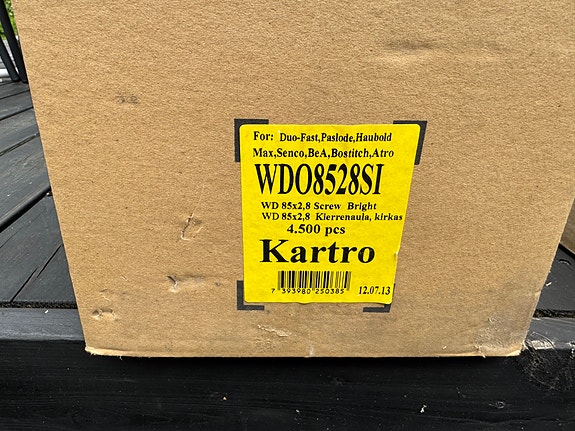 For: Duo-Fast,Paslode,Haubold
Max,Senco,BeA,Bostitch,Atro
WDO8528SI
WD 85x2,8 Screw Bright
WD 85x2,8 Kierrenaula, kirkas
4.500 pcs
Kartro
7 393980 250385
12.07.13